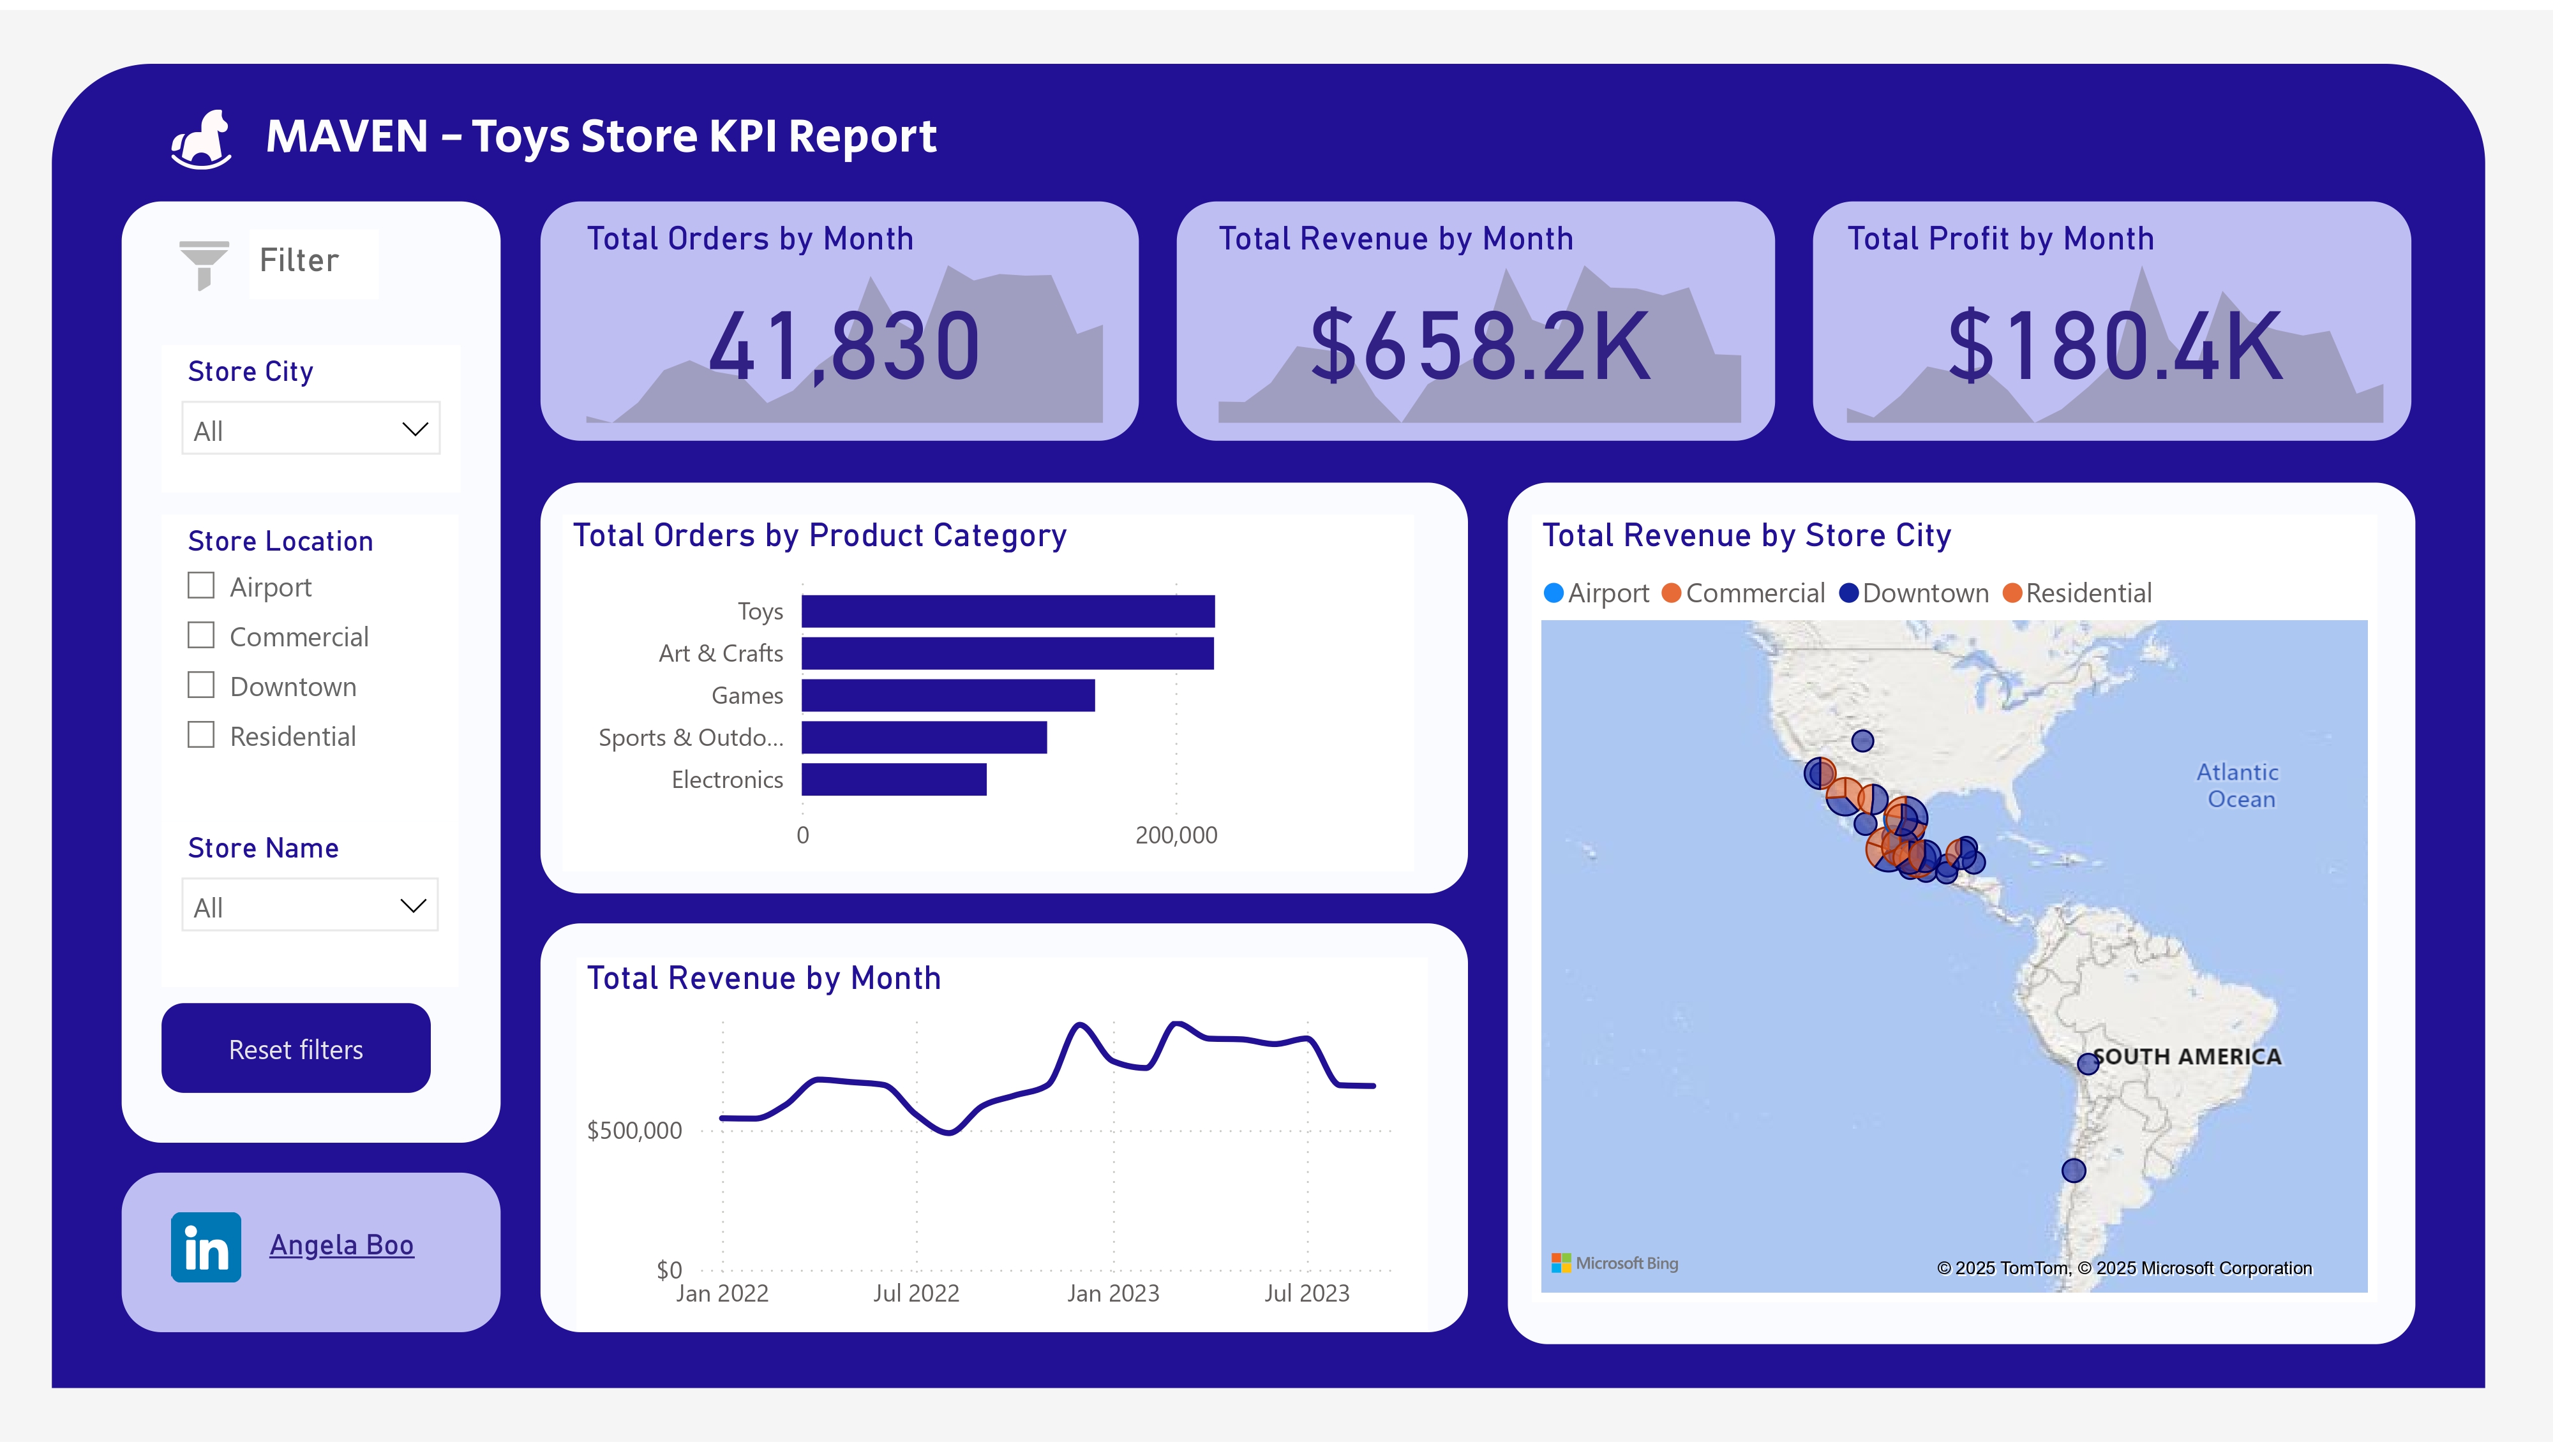 MAVEN – Toys Store KPI Report
Filter
Store City
All
Store Location
Airport
Commercial
Downtown
Residential
Store Name
All
Reset filters
in
Angela Boo
Total Orders by Month
41,830
Total Revenue by Month
$658.2K
Total Profit by Month
$180.4K
Total Orders by Product Category
Toys
Art & Crafts
Games
Sports & Outdo...
Electronics
0 200,000
Total Revenue by Month
$500,000
$0
Jan 2022 Jul 2022 Jan 2023 Jul 2023
Total Revenue by Store City
Airport Commercial Downtown Residential
Atlantic
Ocean
SOUTH AMERICA
Microsoft Bing
© 2025 TomTom, © 2025 Microsoft Corporation